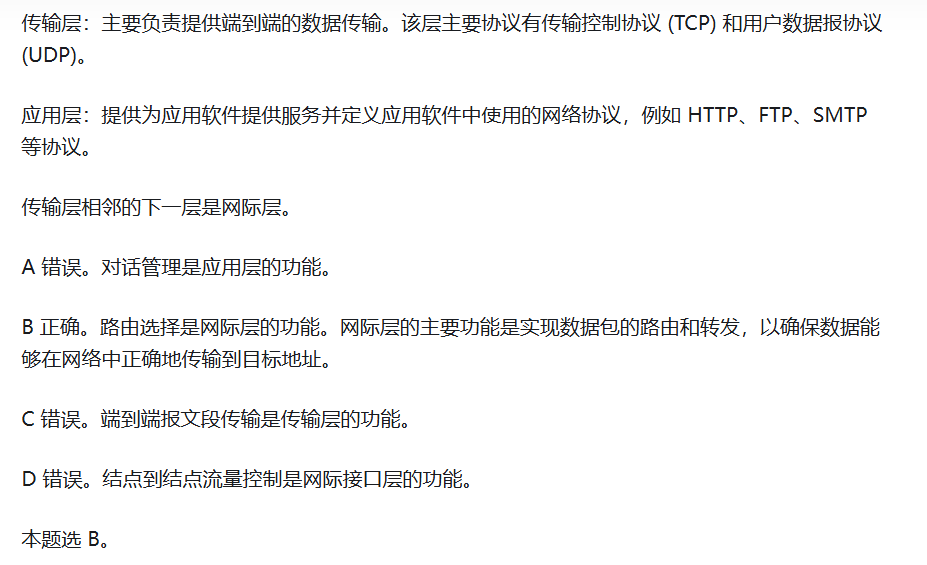 传输层：主要负责提供端到端的数据传输。该层主要协议有传输控制协议 (TCP) 和用户数据报协议
(UDP)。
应用层：提供为应用软件提供服务并定义应用软件中使用的网络协议，例如 HTTP、FTP、SMTP
等协议。
传输层相邻的下一层是网际层。
A 错误。对话管理是应用层的功能。
B 正确。路由选择是网际层的功能。网际层的主要功能是实现数据包的路由和转发，以确保数据能
够在网络中正确地传输到目标地址。
C 错误。端到端报文段传输是传输层的功能。
D 错误。结点到结点流量控制是网际接口层的功能。
本题选 B。